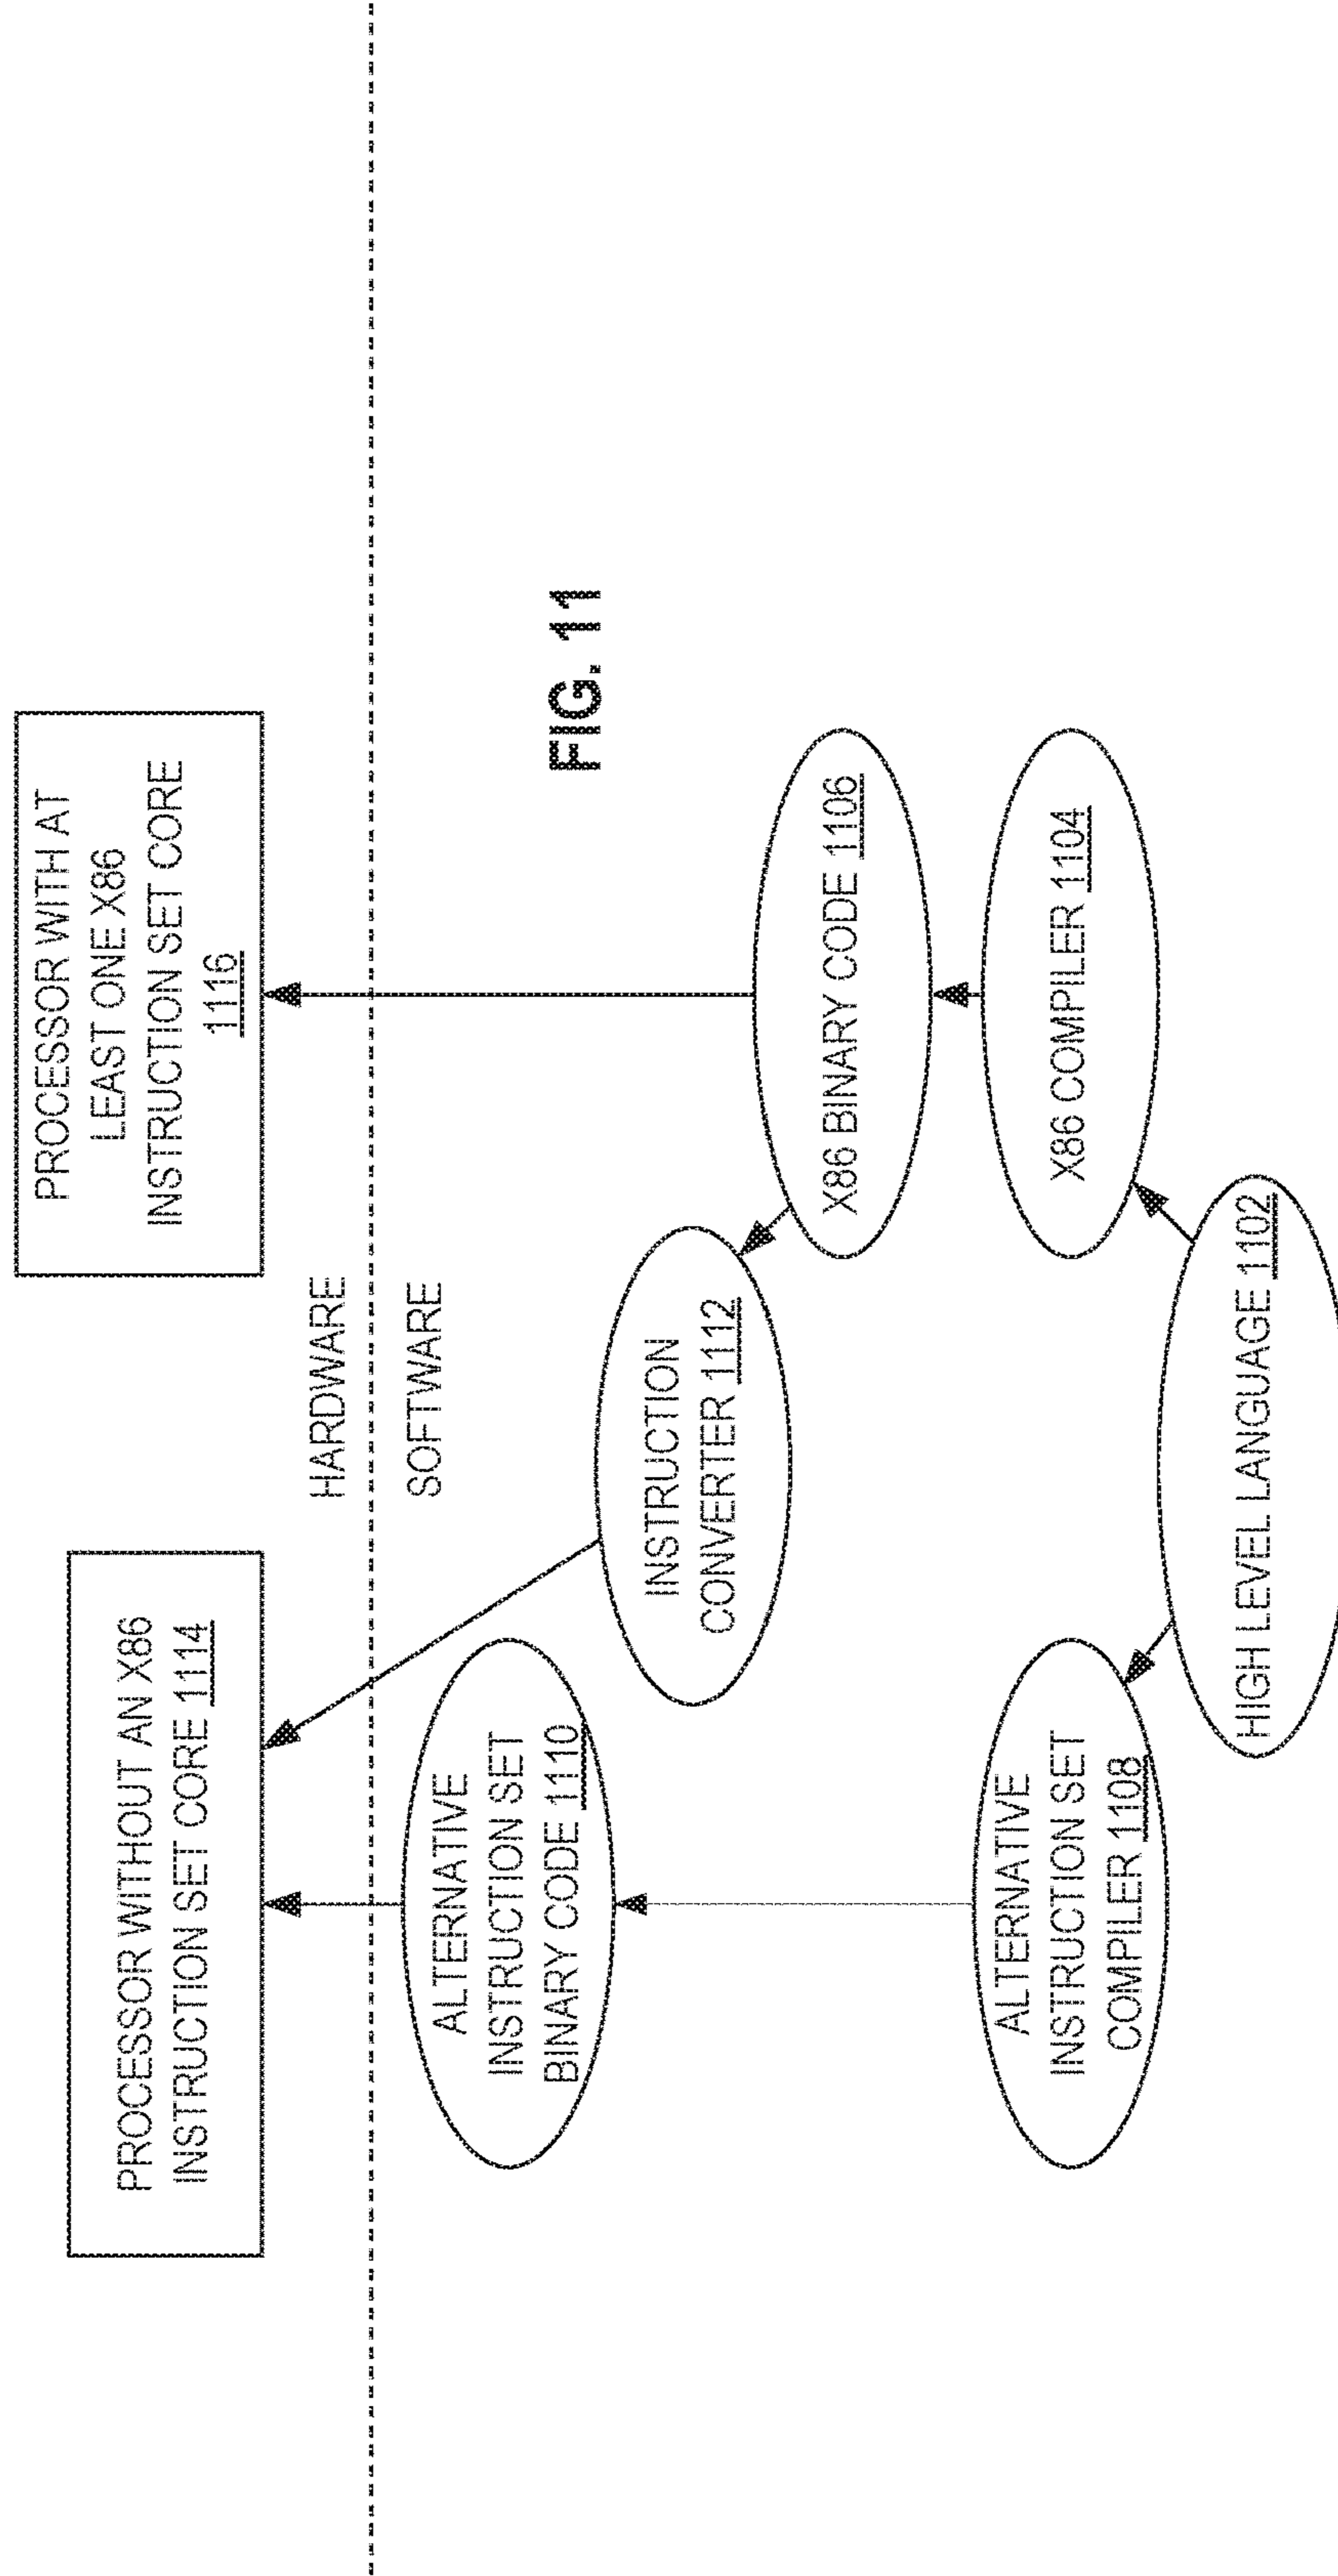 PROCESSOR WITHOUT AN X86
INSTRUCTION SET CORE 1114
PROCESSOR WITH AT
LEAST ONE X86
INSTRUCTION SET CORE
1116
HARDWARE
SOFTWARE
ALTERNATIVE
INSTRUCTION SET
BINARY CODE 1110
INSTRUCTION
CONVERTER 1112
FIG. 11
X86 BINARY CODE 1106
ALTERNATIVE
INSTRUCTION SET
COMPILER 1108
X86 COMPILER 1104
HIGH LEVEL LANGUAGE 1102